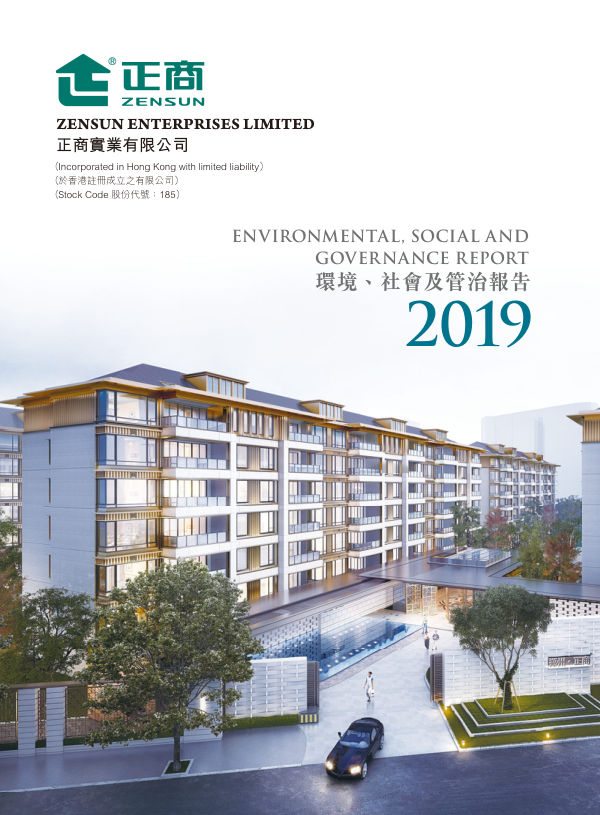 ®
正商
ZENSUN
ZENSUN ENTERPRISES LIMITED
正商實業有限公司
(Incorporated in Hong Kong with limited liability)
(於香港註冊成立之有限公司)
(Stock Code 股份代號：185)
ENVIRONMENTAL, SOCIAL AND
GOVERNANCE REPORT
環境、社會及管治報告
2019